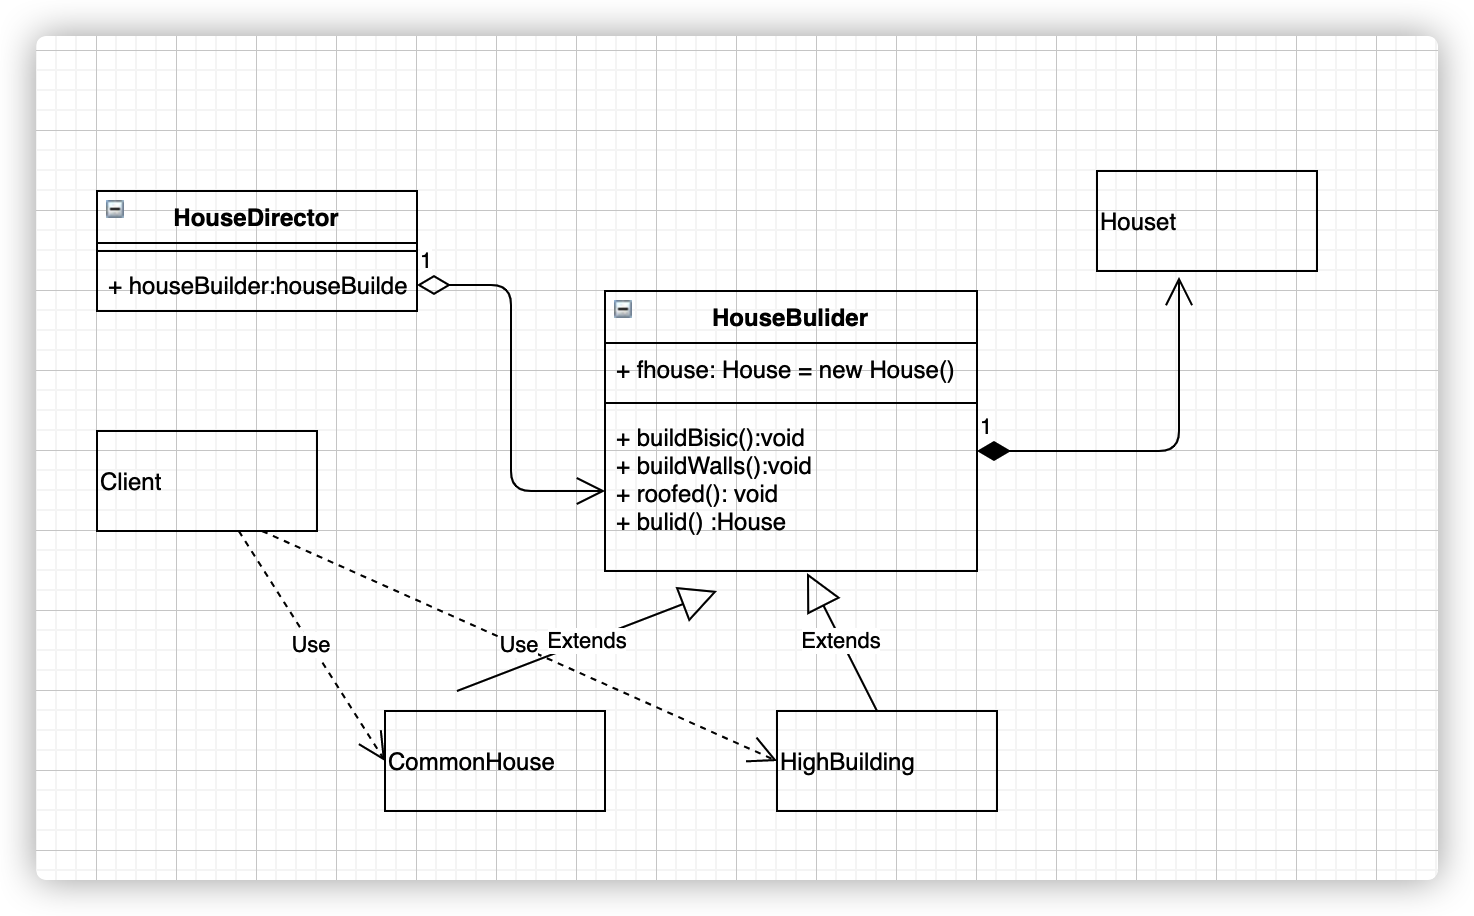 HouseDirector
+ houseBuilder:houseBuilde
1
Houset
HouseBulider
+ fhouse: House = new House()
+ buildBisic():void
+ buildWalls():void
+ roofed(): void
+ bulid() :House
1
Client
Use
Use
Extends
Extends
CommonHouse
HighBuilding